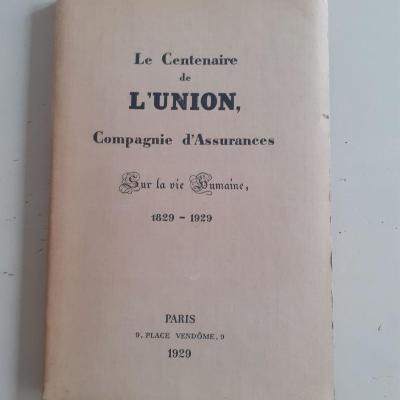 Le Centenaire
de
L'UNION,
Compagnie d'Assurances
Sur la vie Humaine,
1829 - 1929
PARIS
9, PLACE VENDÔME, 9
1929